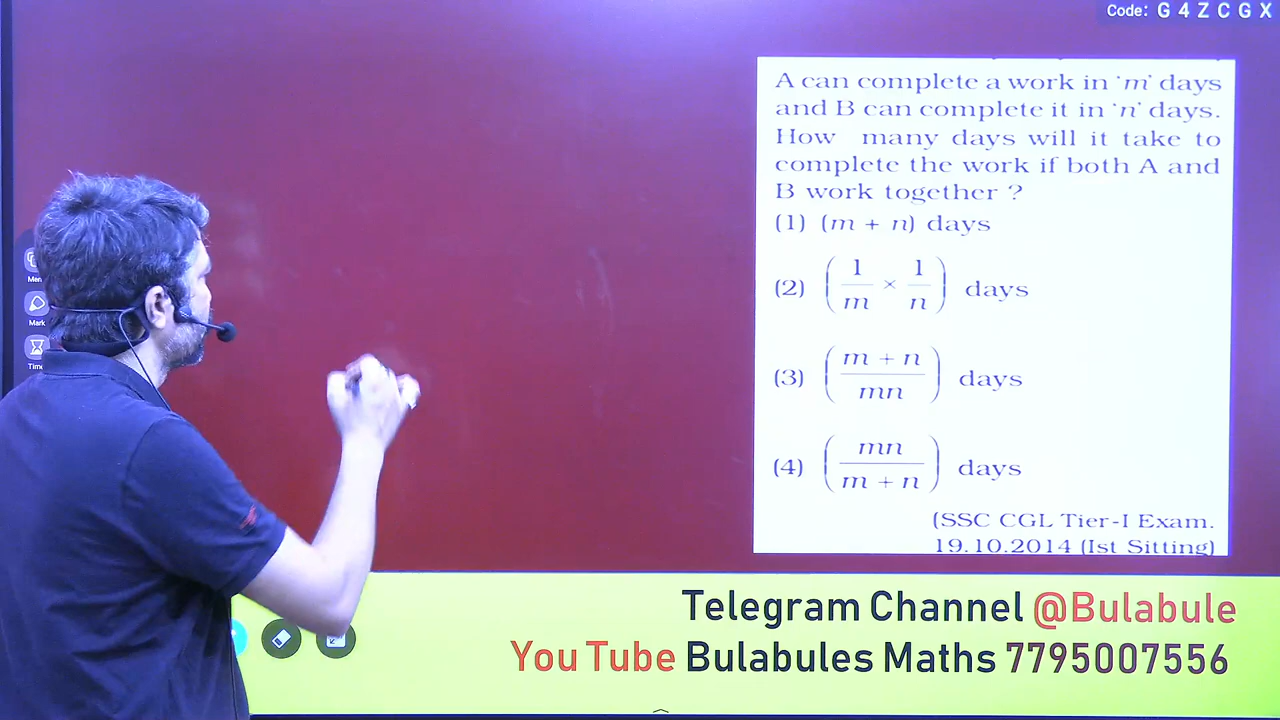 Code: G 4 Z C G X
A can complete a work in 'm' days
and B can complete it in 'n' days.
How many days will it take to
complete the work if both A and
B work together ?
(1) (m + n) days
(2) (1/m × 1/n) days
(3) (m + n/mn) days
(4) (mn/m + n) days
(SSC CGL Tier-I Exam.
19.10.2014 (Ist Sitting)
Mark
Telegram Channel @Bulabule
You Tube Bulabules Maths 7795007556